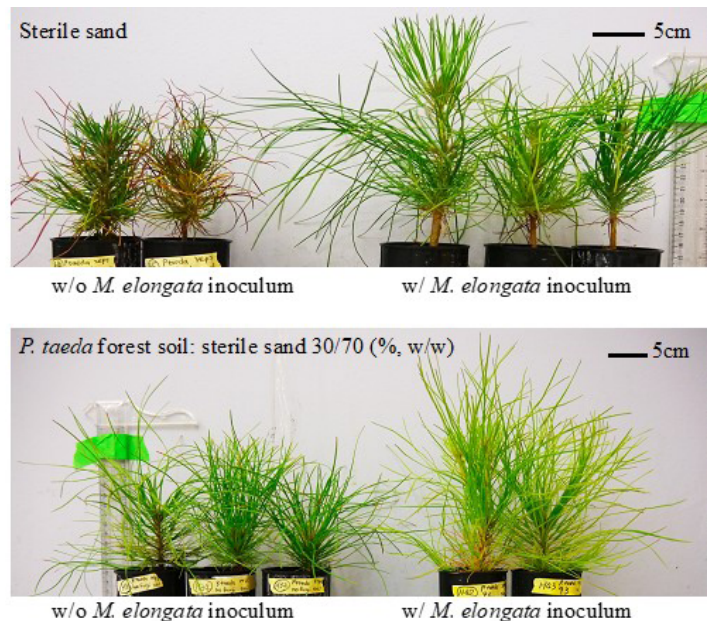 Sterile sand
5cm
w/o M. elongata inoculum
w/ M. elongata inoculum
P. taeda forest soil: sterile sand 30/70 (%, w/w)
5cm
w/o M. elongata inoculum
w/ M. elongata inoculum